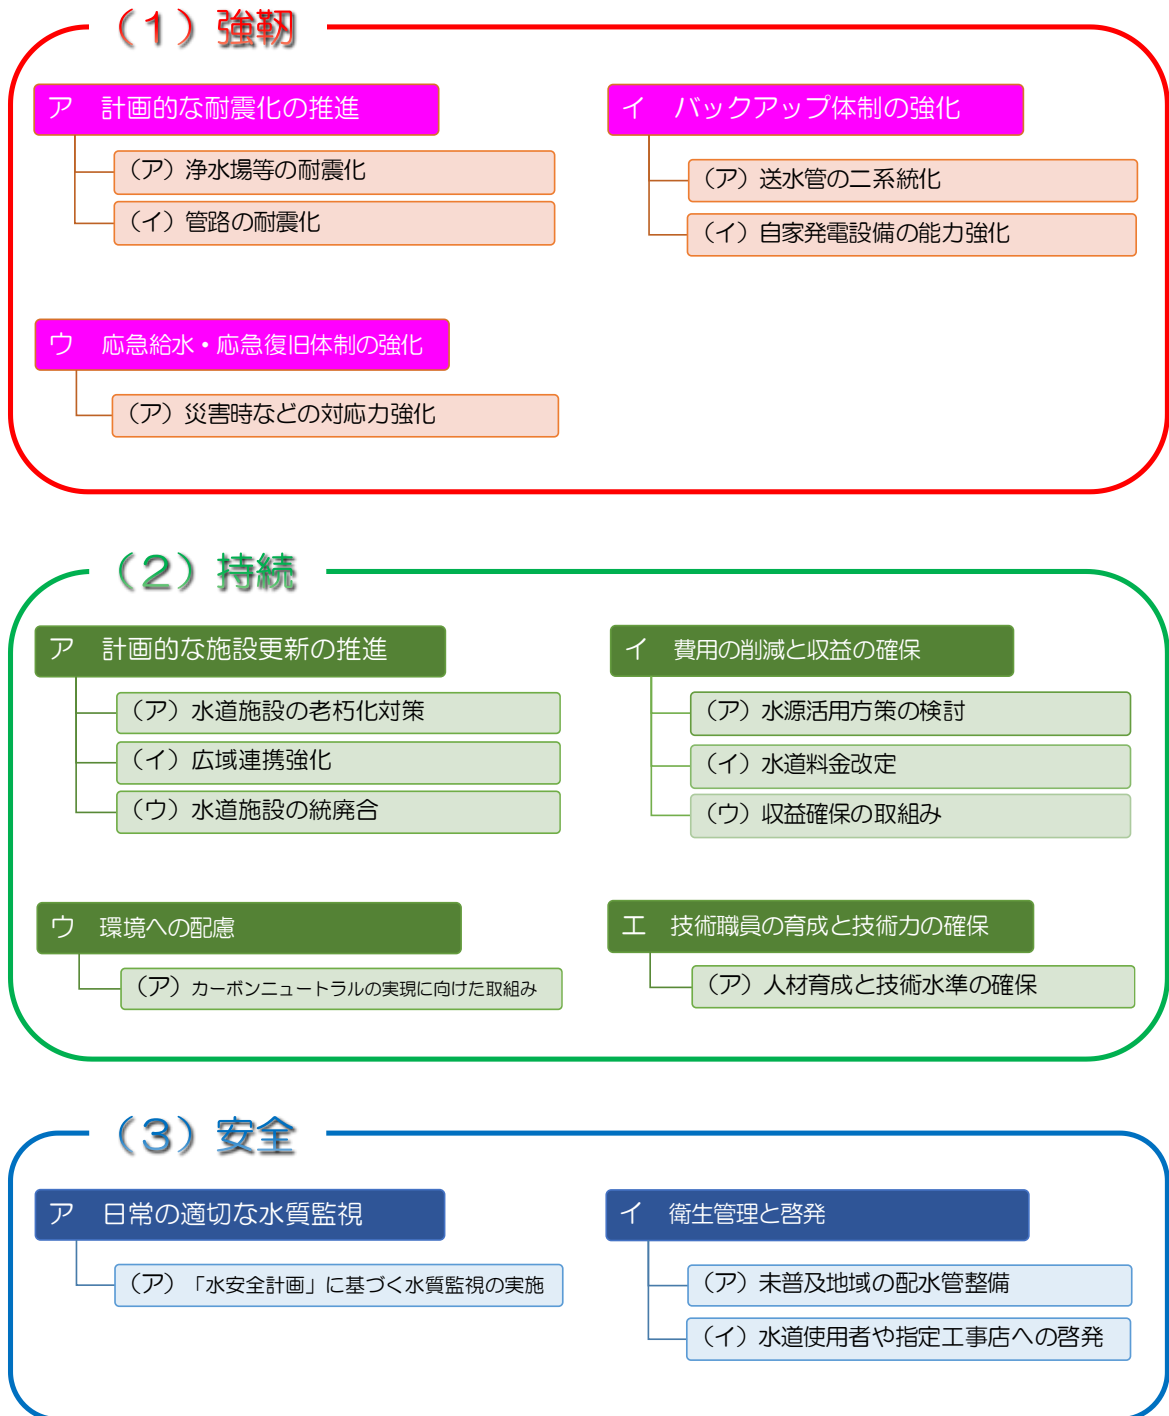 （１）強靭
ア　計画的な耐震化の推進
（ア）浄水場等の耐震化
（イ）管路の耐震化
イ　バックアップ体制の強化
（ア）送水管の二系統化
（イ）自家発電設備の能力強化
ウ　応急給水・応急復旧体制の強化
（ア）災害時などの対応力強化
（２）持続
ア　計画的な施設更新の推進
（ア）水道施設の老朽化対策
（イ）広域連携強化
（ウ）水道施設の統廃合
イ　費用の削減と収益の確保
（ア）水源活用方策の検討
（イ）水道料金改定
（ウ）収益確保の取組み
ウ　環境への配慮
（ア）カーボンニュートラルの実現に向けた取組み
エ　技術職員の育成と技術力の確保
（ア）人材育成と技術水準の確保
（３）安全
ア　日常の適切な水質監視
（ア）「水安全計画」に基づく水質監視の実施
イ　衛生管理と啓発
（ア）未普及地域の配水管整備
（イ）水道使用者や指定工事店への啓発